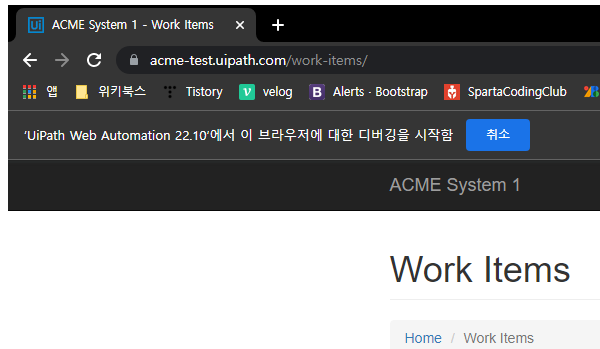 Ui ACME System 1 - Work Items
acme-test.uipath.com/work-items/
앱 위키북스 Tistory velog B Alerts · Bootstrap SpartaCodingClub
'UiPath Web Automation 22.10'에서 이 브라우저에 대한 디버깅을 시작함 취소
ACME System 1
Work Items
Home / Work Items